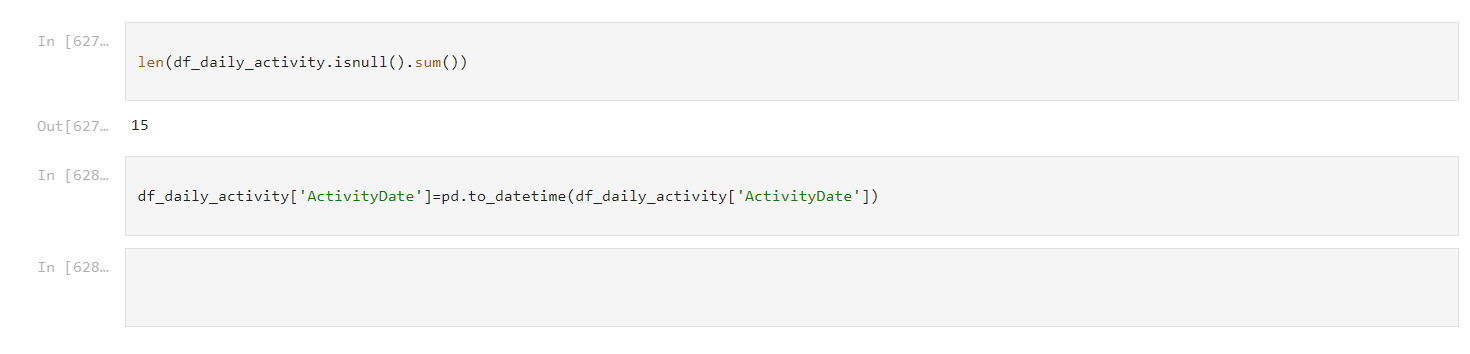 In [627…
len(df_daily_activity.isnull().sum())
Out[627…
15
In [628…
df_daily_activity['ActivityDate']=pd.to_datetime(df_daily_activity['ActivityDate'])
In [628…